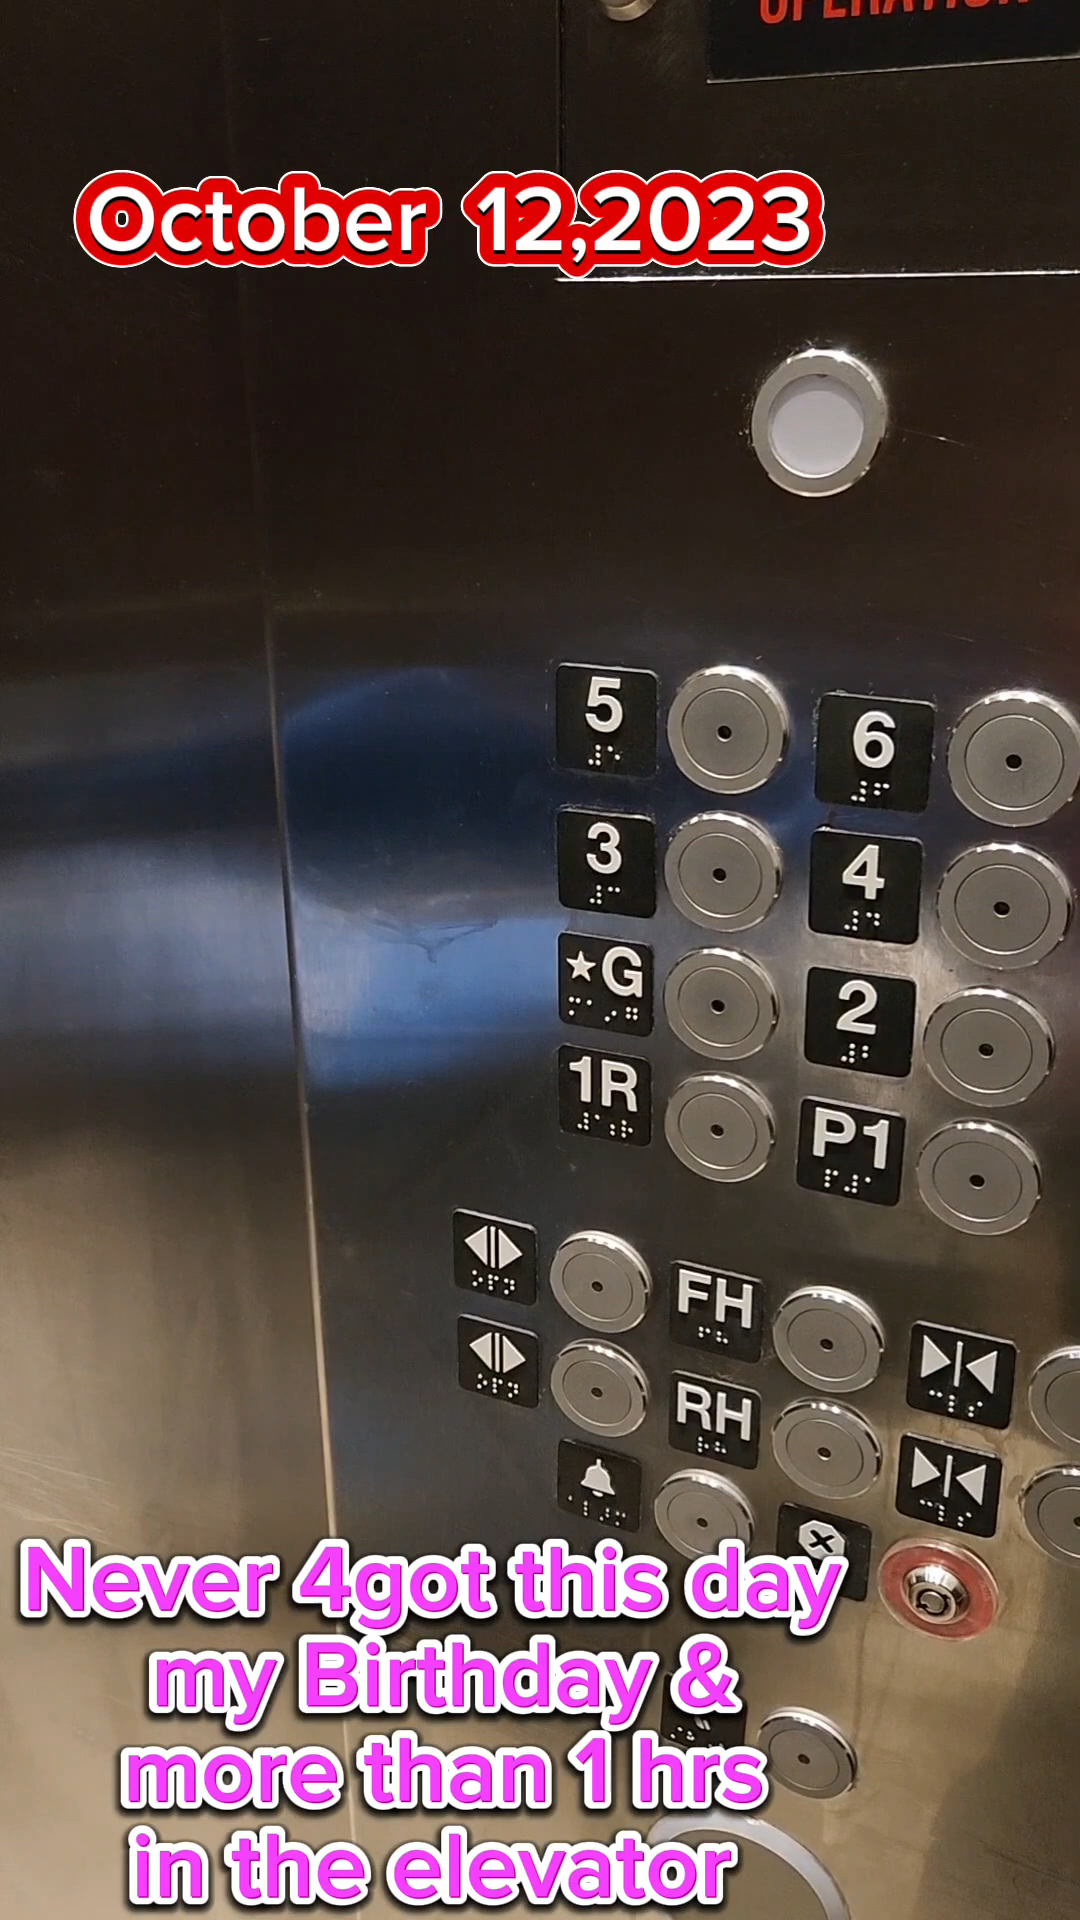 OPERATION
October 12,2023
5
6
3
4
★G
2
1R
P1
FH
RH
Never 4got this day
my Birthday &
more than 1 hrs
in the elevator